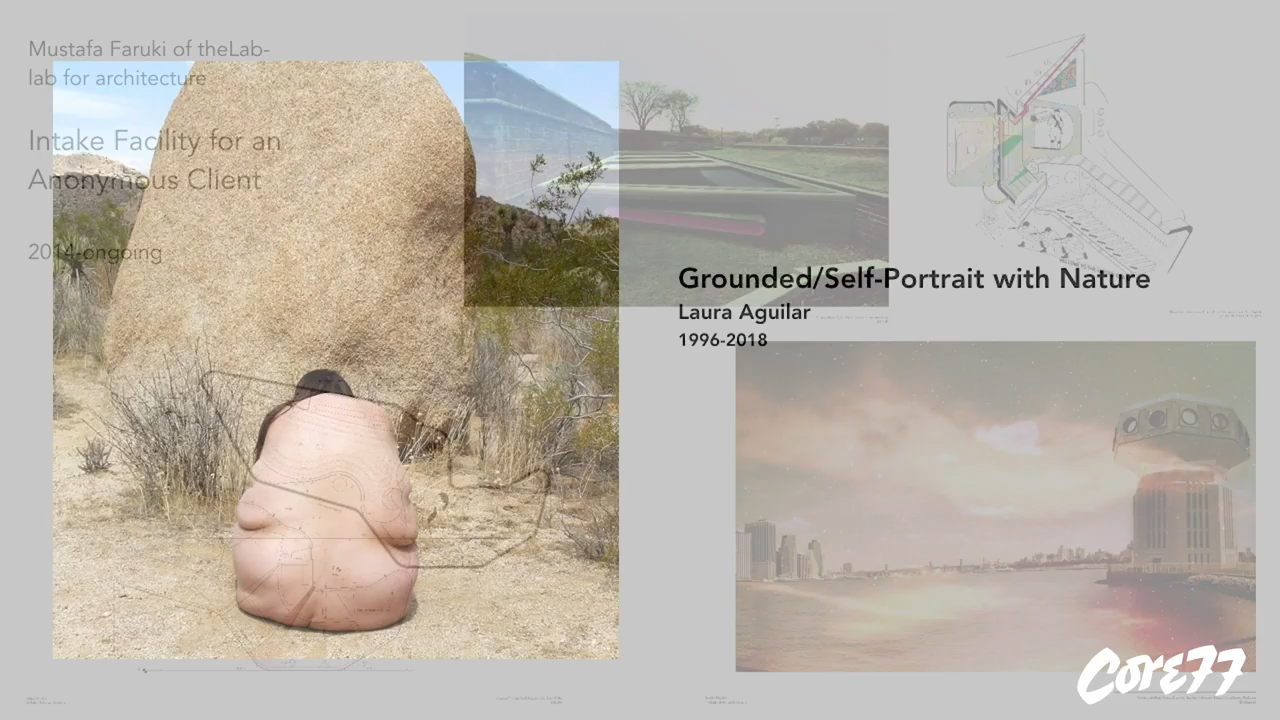 Mustafa Faruki of theLab-
lab for architecture
Intake Facility for an
Anonymous Client
2014-ongoing
Grounded/Self-Portrait with Nature
Laura Aguilar
1996-2018
CORE77